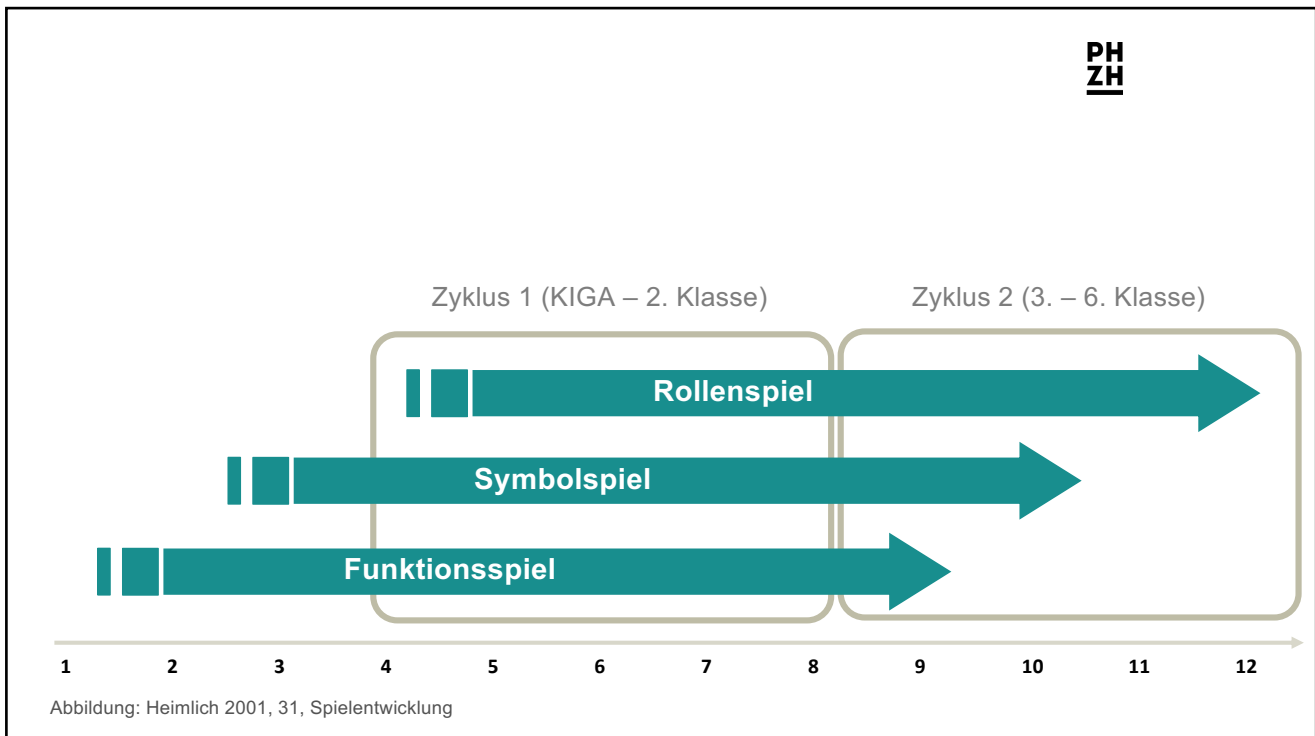 PH
ZH
Zyklus 1 (KIGA – 2. Klasse)
Zyklus 2 (3. – 6. Klasse)
Rollenspiel
Symbolspiel
Funktionsspiel
1 2 3 4 5 6 7 8 9 10 11 12
Abbildung: Heimlich 2001, 31, Spielentwicklung